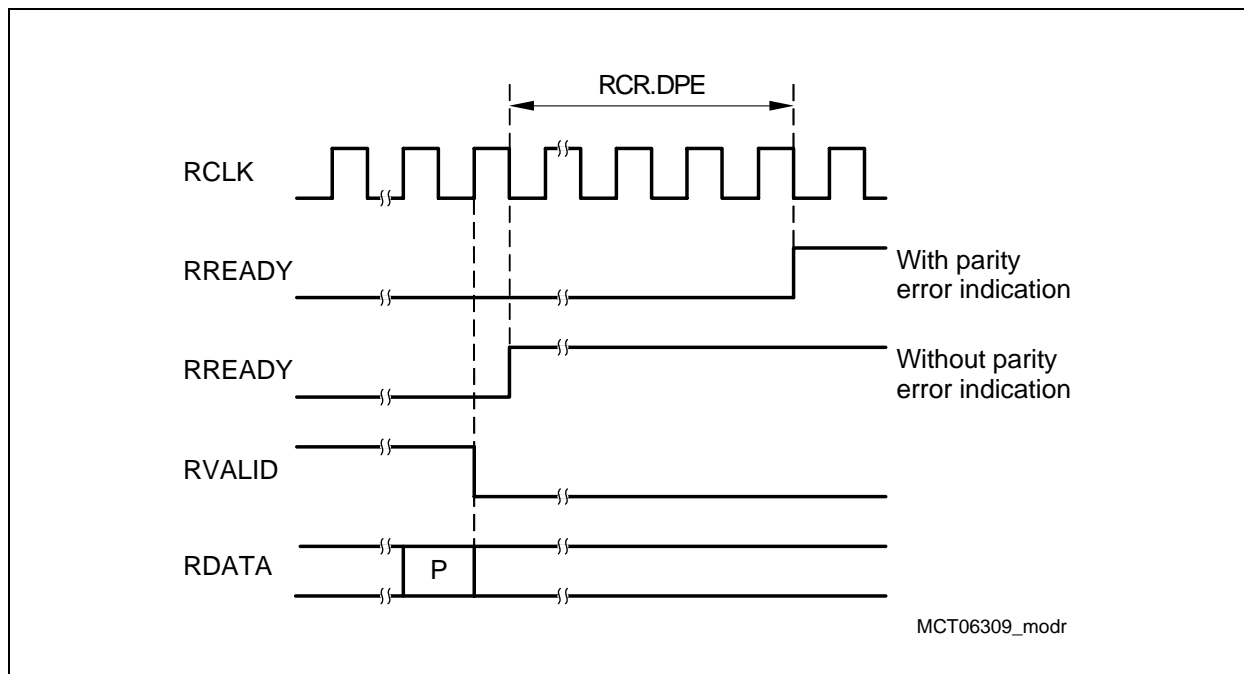 RCR.DPE
RCLK
RREADY
With parity
error indication
RREADY
Without parity
error indication
RVALID
RDATA
P
MCT06309_modr